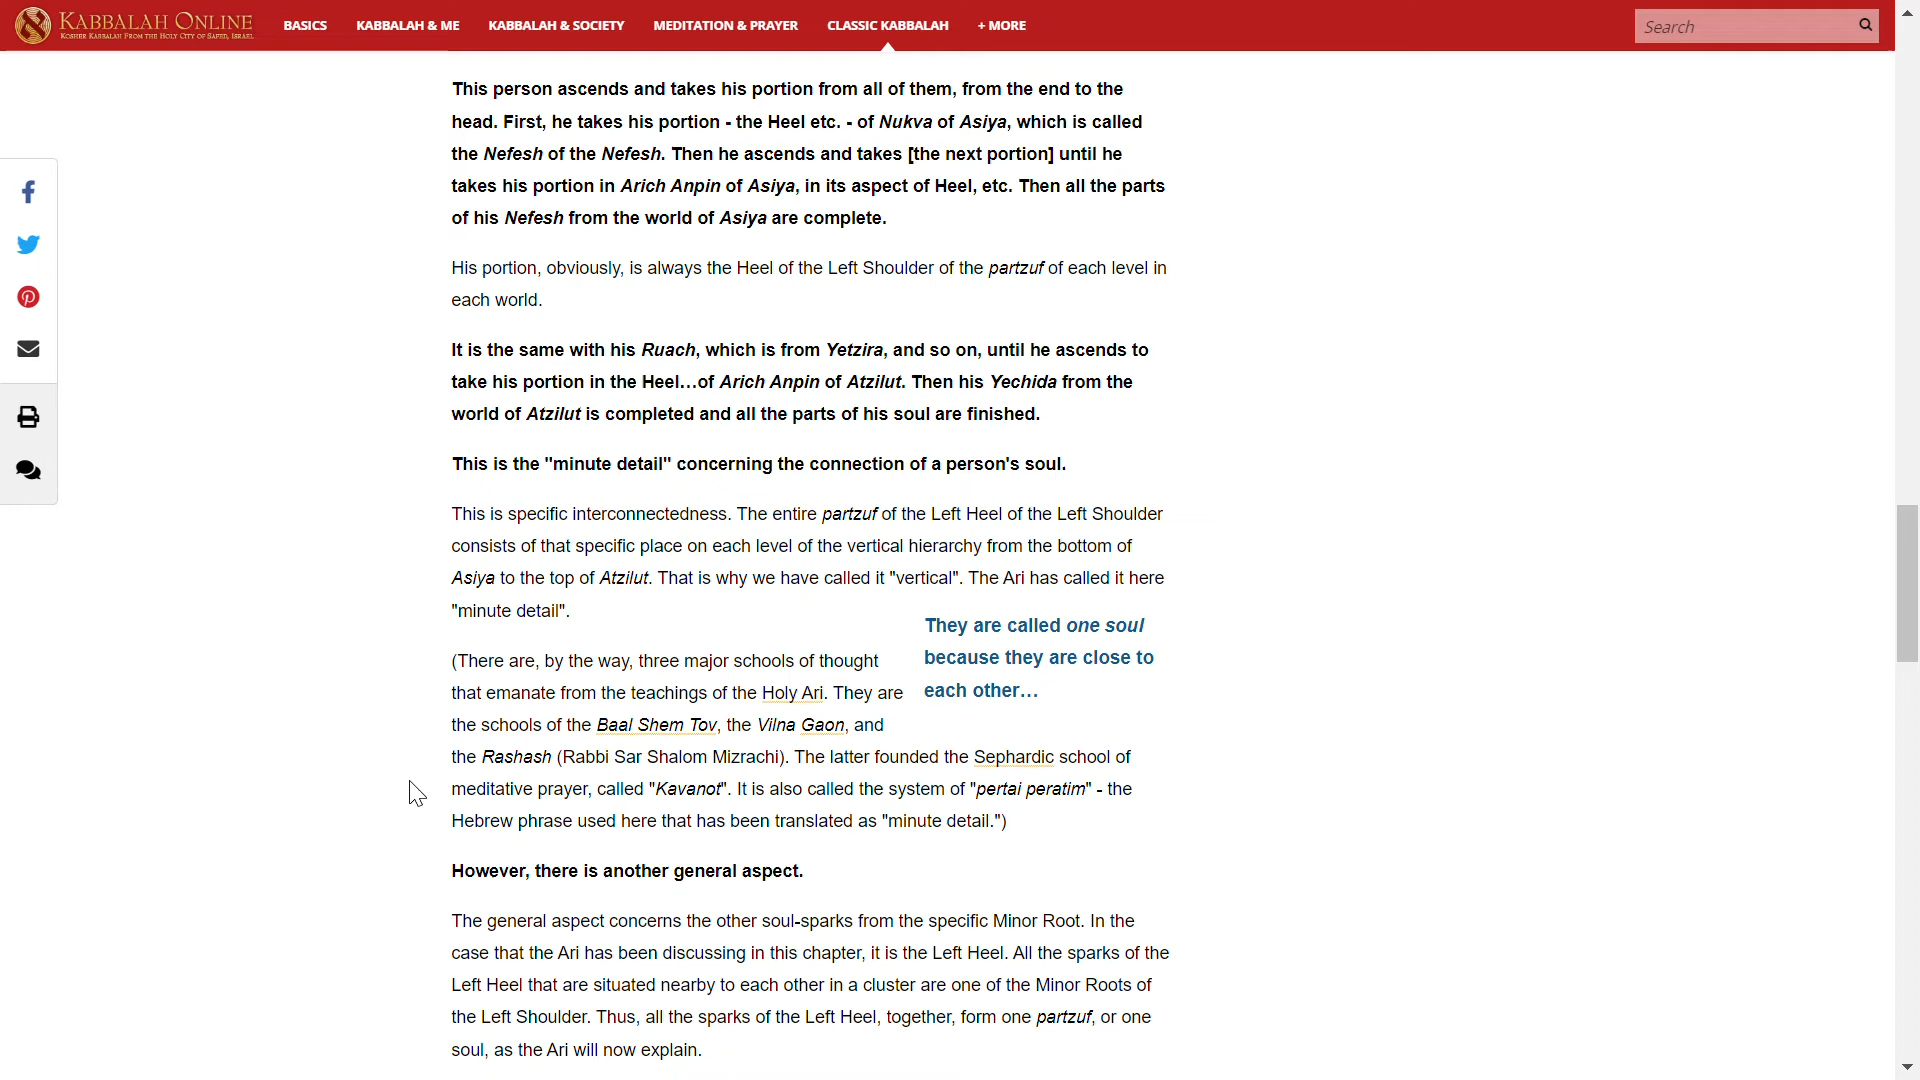 KABBALAH ONLINE
KOSHER KABBALAH FROM THE HOLY CITY OF SAFED, ISRAEL
BASICS
KABBALAH & ME
KABBALAH & SOCIETY
MEDITATION & PRAYER
CLASSIC KABBALAH
+ MORE
Search
This person ascends and takes his portion from all of them, from the end to the
head. First, he takes his portion - the Heel etc. - of Nukva of Asiya, which is called
the Nefesh of the Nefesh. Then he ascends and takes [the next portion] until he
takes his portion in Arich Anpin of Asiya, in its aspect of Heel, etc. Then all the parts
of his Nefesh from the world of Asiya are complete.
His portion, obviously, is always the Heel of the Left Shoulder of the partzuf of each level in
each world.
It is the same with his Ruach, which is from Yetzira, and so on, until he ascends to
take his portion in the Heel…of Arich Anpin of Atzilut. Then his Yechida from the
world of Atzilut is completed and all the parts of his soul are finished.
This is the "minute detail" concerning the connection of a person's soul.
This is specific interconnectedness. The entire partzuf of the Left Heel of the Left Shoulder
consists of that specific place on each level of the vertical hierarchy from the bottom of
Asiya to the top of Atzilut. That is why we have called it "vertical". The Ari has called it here
"minute detail".
They are called one soul
because they are close to
each other…
(There are, by the way, three major schools of thought
that emanate from the teachings of the Holy Ari. They are
the schools of the Baal Shem Tov, the Vilna Gaon, and
the Rashash (Rabbi Sar Shalom Mizrachi). The latter founded the Sephardic school of
meditative prayer, called "Kavanot". It is also called the system of "pertai peratim" - the
Hebrew phrase used here that has been translated as "minute detail.")
However, there is another general aspect.
The general aspect concerns the other soul-sparks from the specific Minor Root. In the
case that the Ari has been discussing in this chapter, it is the Left Heel. All the sparks of the
Left Heel that are situated nearby to each other in a cluster are one of the Minor Roots of
the Left Shoulder. Thus, all the sparks of the Left Heel, together, form one partzuf, or one
soul, as the Ari will now explain.